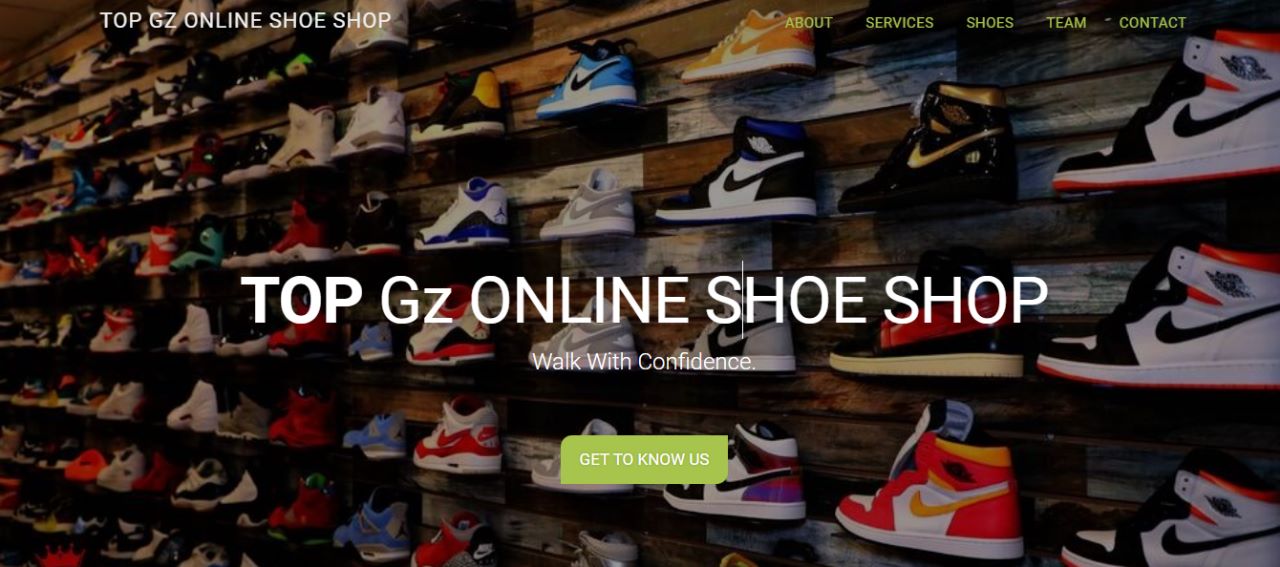 TOP GZ ONLINE SHOE SHOP
ABOUT SERVICES SHOES TEAM CONTACT
TOP Gz ONLINE SHOE SHOP
Walk With Confidence.
GET TO KNOW US